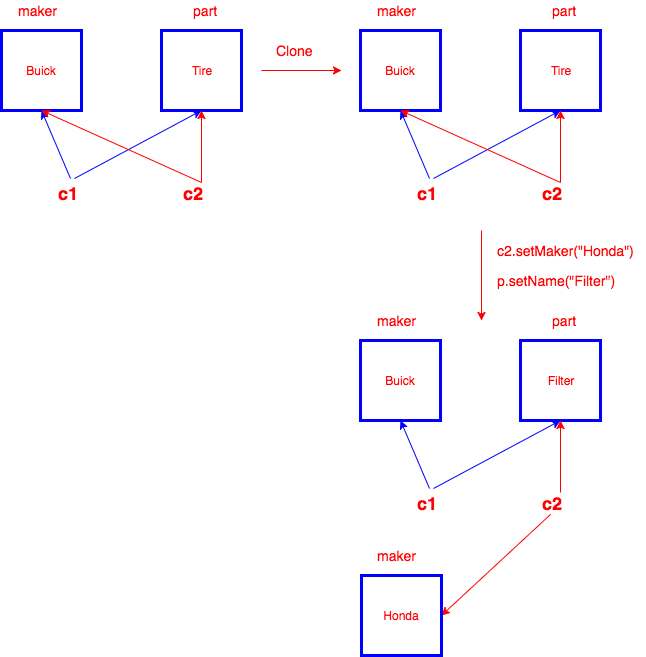 maker
part
Buick
Tire
c1
c2
Clone
maker
part
Buick
Tire
c1
c2
c2.setMaker("Honda")
p.setName("Filter")
maker
part
Buick
Filter
c1
c2
maker
Honda